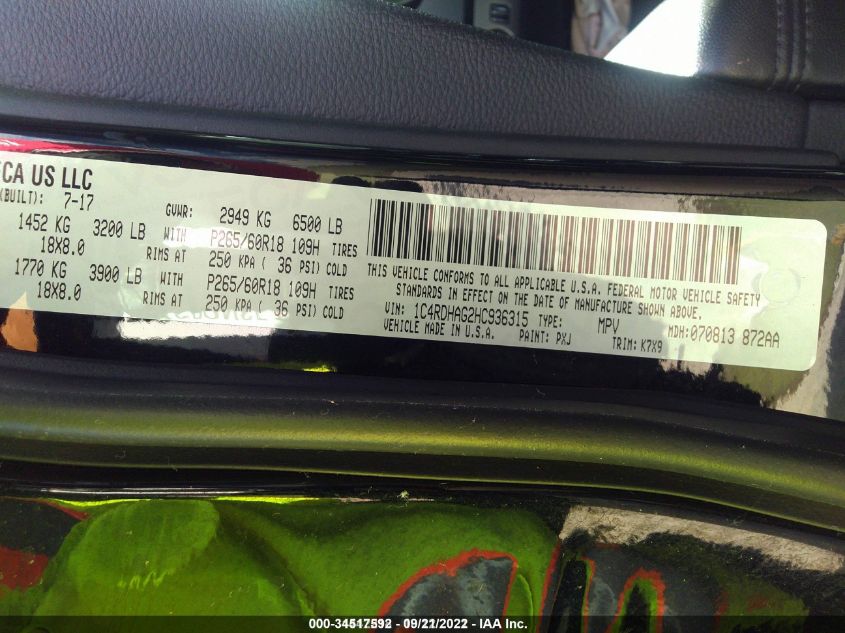 FCA US LLC
(BUILT): 7-17
GVWR: 2949 KG 6500 LB
1452 KG 3200 LB WITH P265/60R18 109H TIRES
18X8.0 RIMS AT 250 KPA ( 36 PSI) COLD
1770 KG 3900 LB WITH P265/60R18 109H TIRES
18X8.0 RIMS AT 250 KPA ( 36 PSI) COLD
THIS VEHICLE CONFORMS TO ALL APPLICABLE U.S.A. FEDERAL MOTOR VEHICLE SAFETY
STANDARDS IN EFFECT ON THE DATE OF MANUFACTURE SHOWN ABOVE.
VIN: 1C4RDHAG2HC936315 TYPE: MPV MDH:070813 872AA
VEHICLE MADE IN U.S.A. PAINT: PXJ TRIM: K7X9
000-34517592 - 09/21/2022 - IAA Inc.